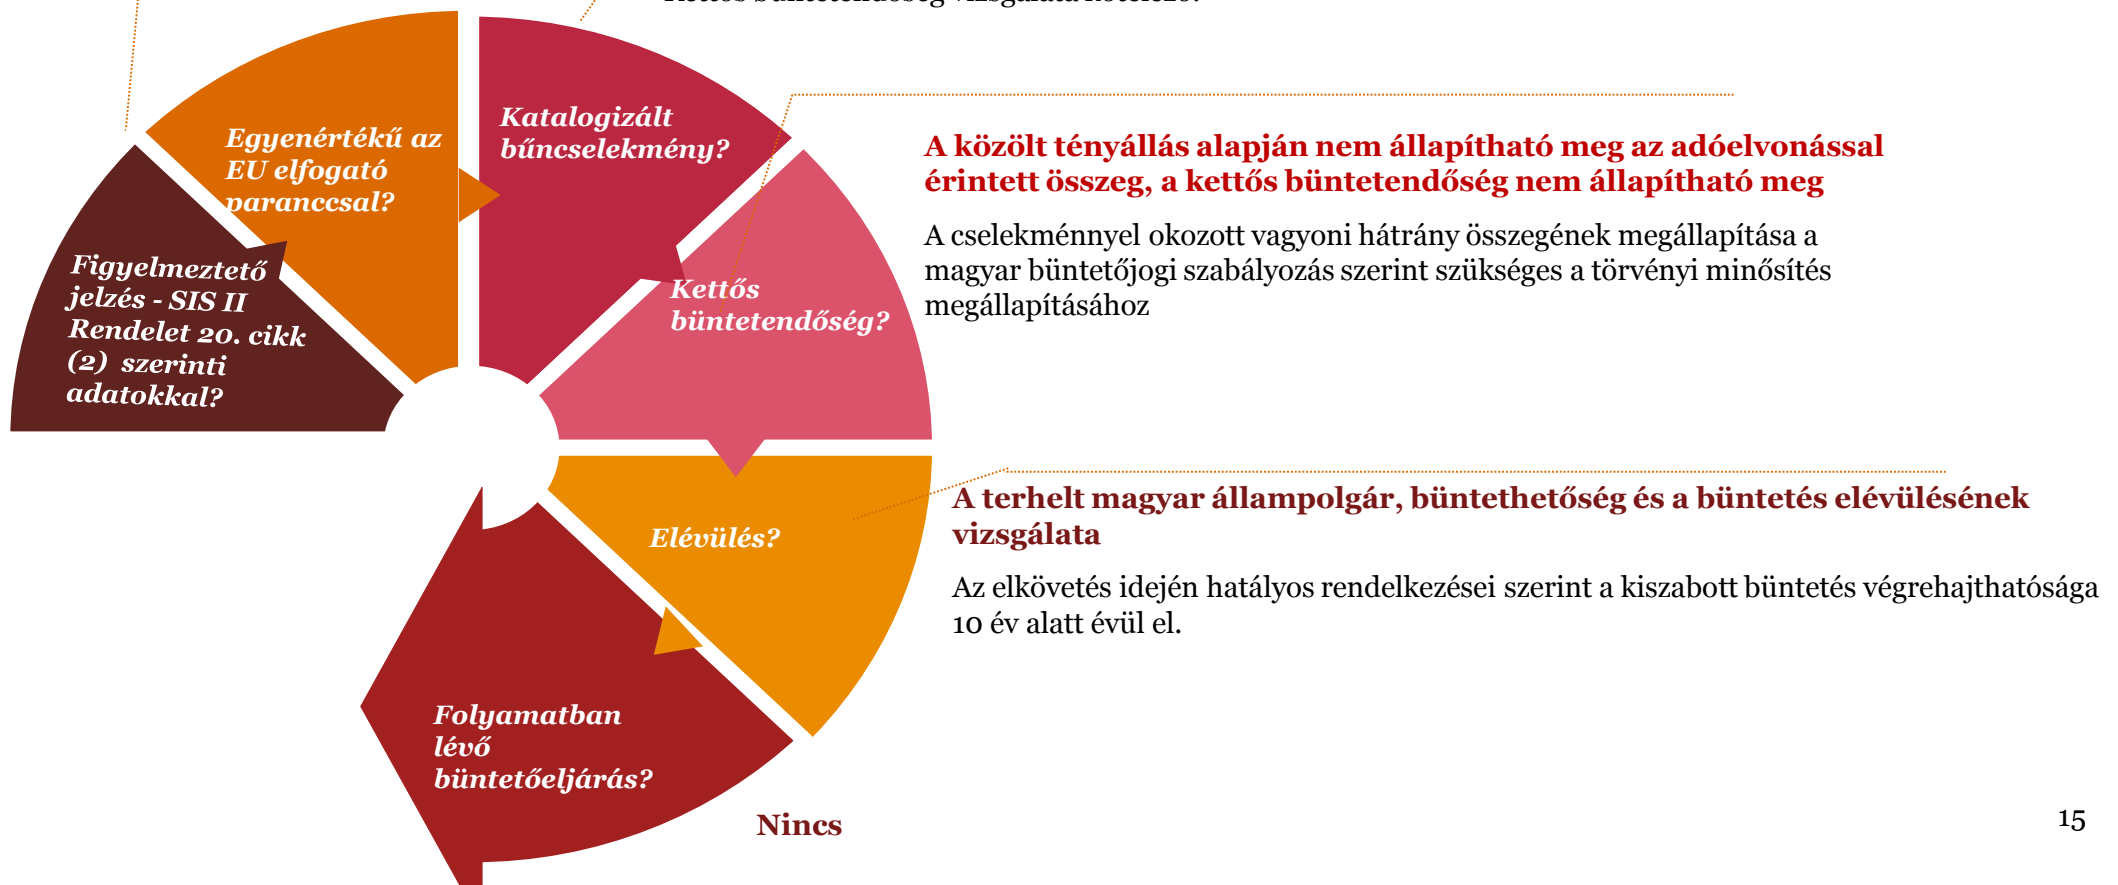 Kettős büntetendőség vizsgálata kötelező.
Egyenértékű az
EU elfogató
paranccsal?
Katalogizált
bűncselekmény?
A közölt tényállás alapján nem állapítható meg az adóelvonással
érintett összeg, a kettős büntetendőség nem állapítható meg
A cselekménnyel okozott vagyoni hátrány összegének megállapítása a
magyar büntetőjogi szabályozás szerint szükséges a törvényi minősítés
megállapításához
Figyelmeztető
jelzés - SIS II
Rendelet 20. cikk
(2) szerinti
adatokkal?
Kettős
büntetendőség?
A terhelt magyar állampolgár, büntethetőség és a büntetés elévülésének
vizsgálata
Az elkövetés idején hatályos rendelkezései szerint a kiszabott büntetés végrehajthatósága
10 év alatt évül el.
Elévülés?
Folyamatban
lévő
büntetőeljárás?
Nincs
15